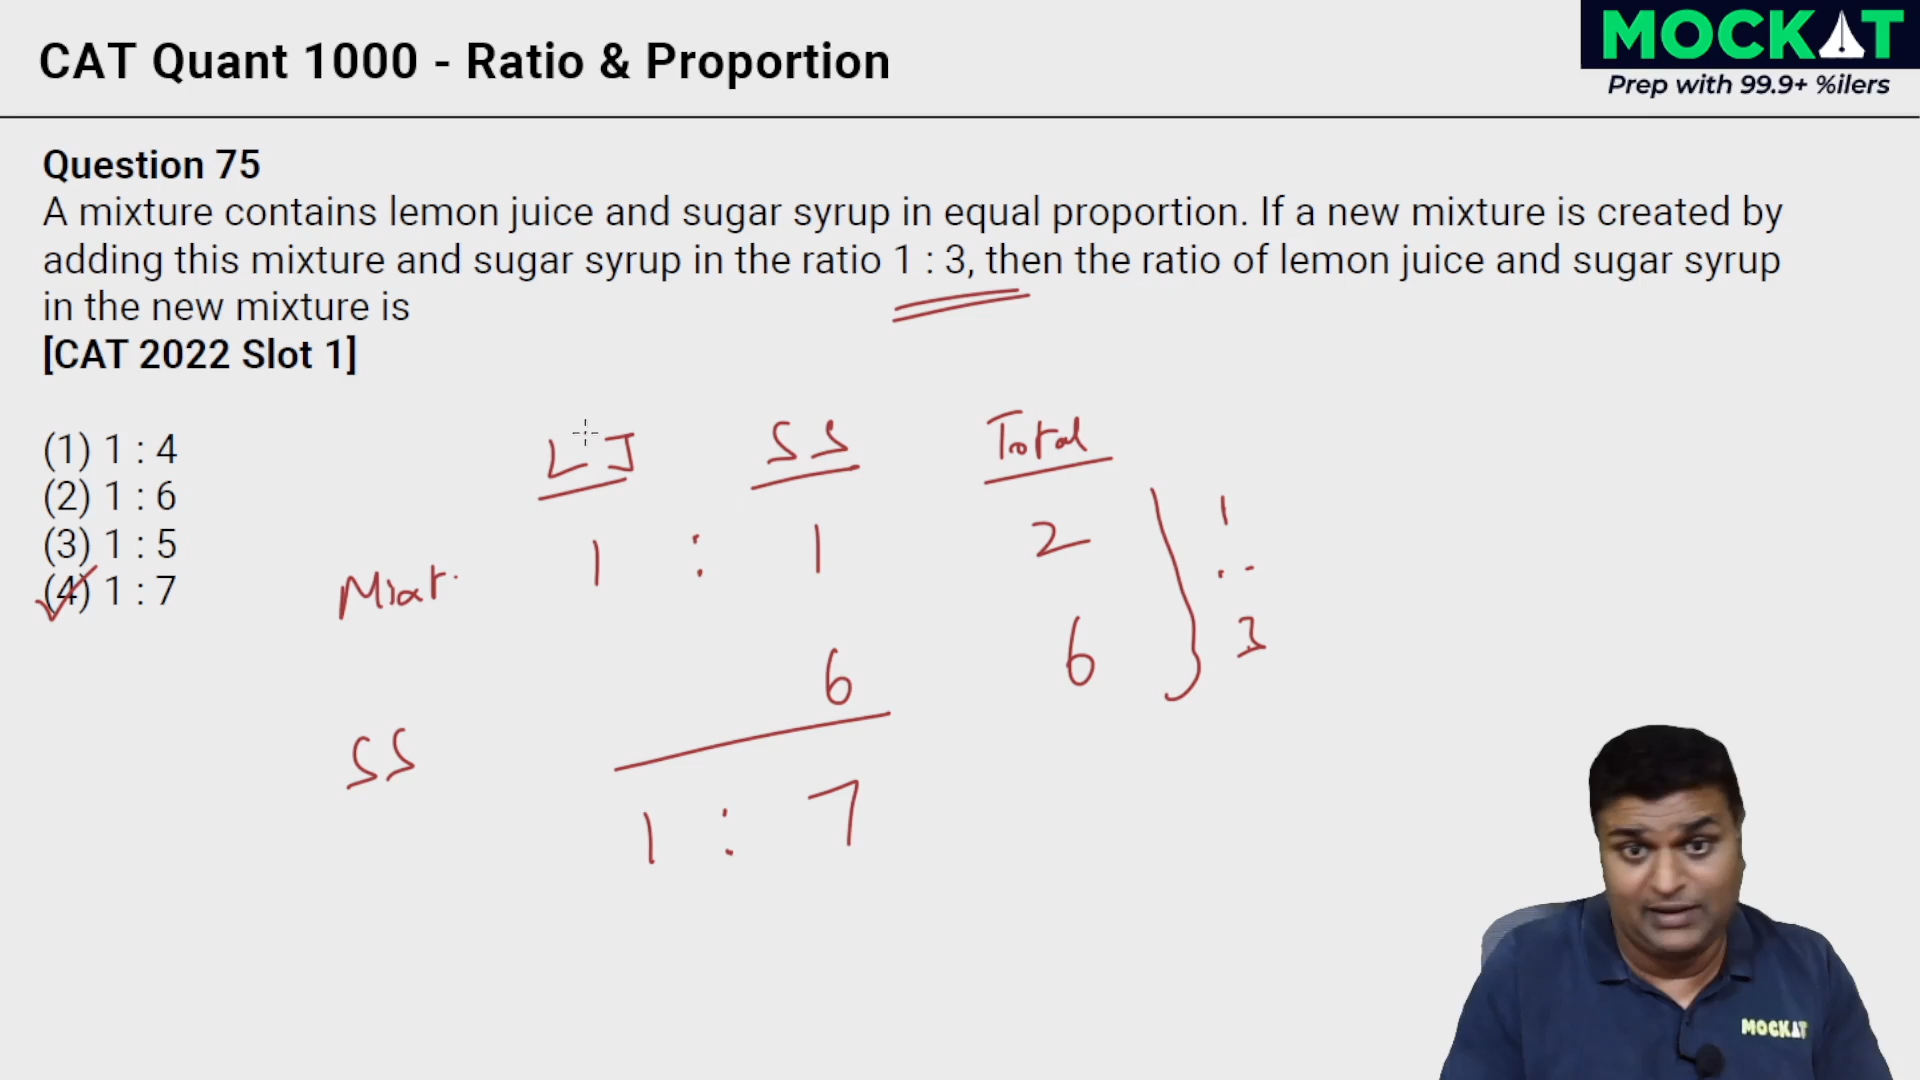 CAT Quant 1000 - Ratio & Proportion
MOCKAT
Prep with 99.9+ %ilers
Question 75
A mixture contains lemon juice and sugar syrup in equal proportion. If a new mixture is created by
adding this mixture and sugar syrup in the ratio 1 : 3, then the ratio of lemon juice and sugar syrup
in the new mixture is
[CAT 2022 Slot 1]
(1) 1 : 4
(2) 1 : 6
(3) 1 : 5
(4) 1 : 7
LJ SS Total
Mixt. 1 : 1 2
SS 6 6
1 : 3
1 : 7
MOCKAT